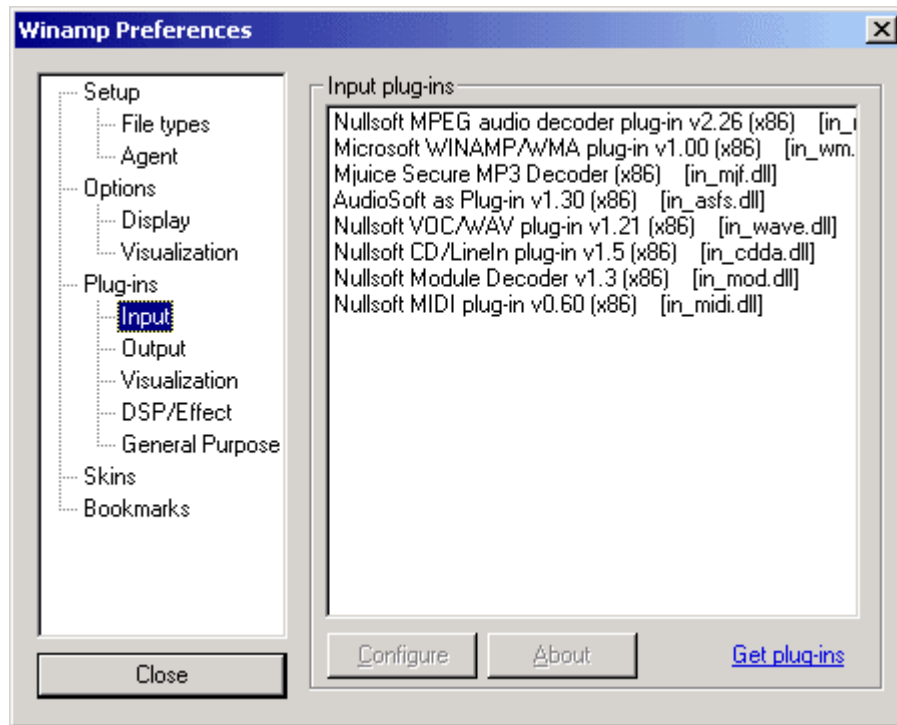 Winamp Preferences
Setup
File types
Agent
Options
Display
Visualization
Plug-ins
Input
Output
Visualization
DSP/Effect
General Purpose
Skins
Bookmarks
Close
Input plug-ins
Nullsoft MPEG audio decoder plug-in v2.26 (x86) [in_
Microsoft WINAMP/WMA plug-in v1.00 (x86) [in_wm.
Mjuice Secure MP3 Decoder (x86) [in_mjf.dll]
AudioSoft as Plug-in v1.30 (x86) [in_asfs.dll]
Nullsoft VOC/WAV plug-in v1.21 (x86) [in_wave.dll]
Nullsoft CD/LineIn plug-in v1.5 (x86) [in_cdda.dll]
Nullsoft Module Decoder v1.3 (x86) [in_mod.dll]
Nullsoft MIDI plug-in v0.60 (x86) [in_midi.dll]
Configure
About
Get plug-ins